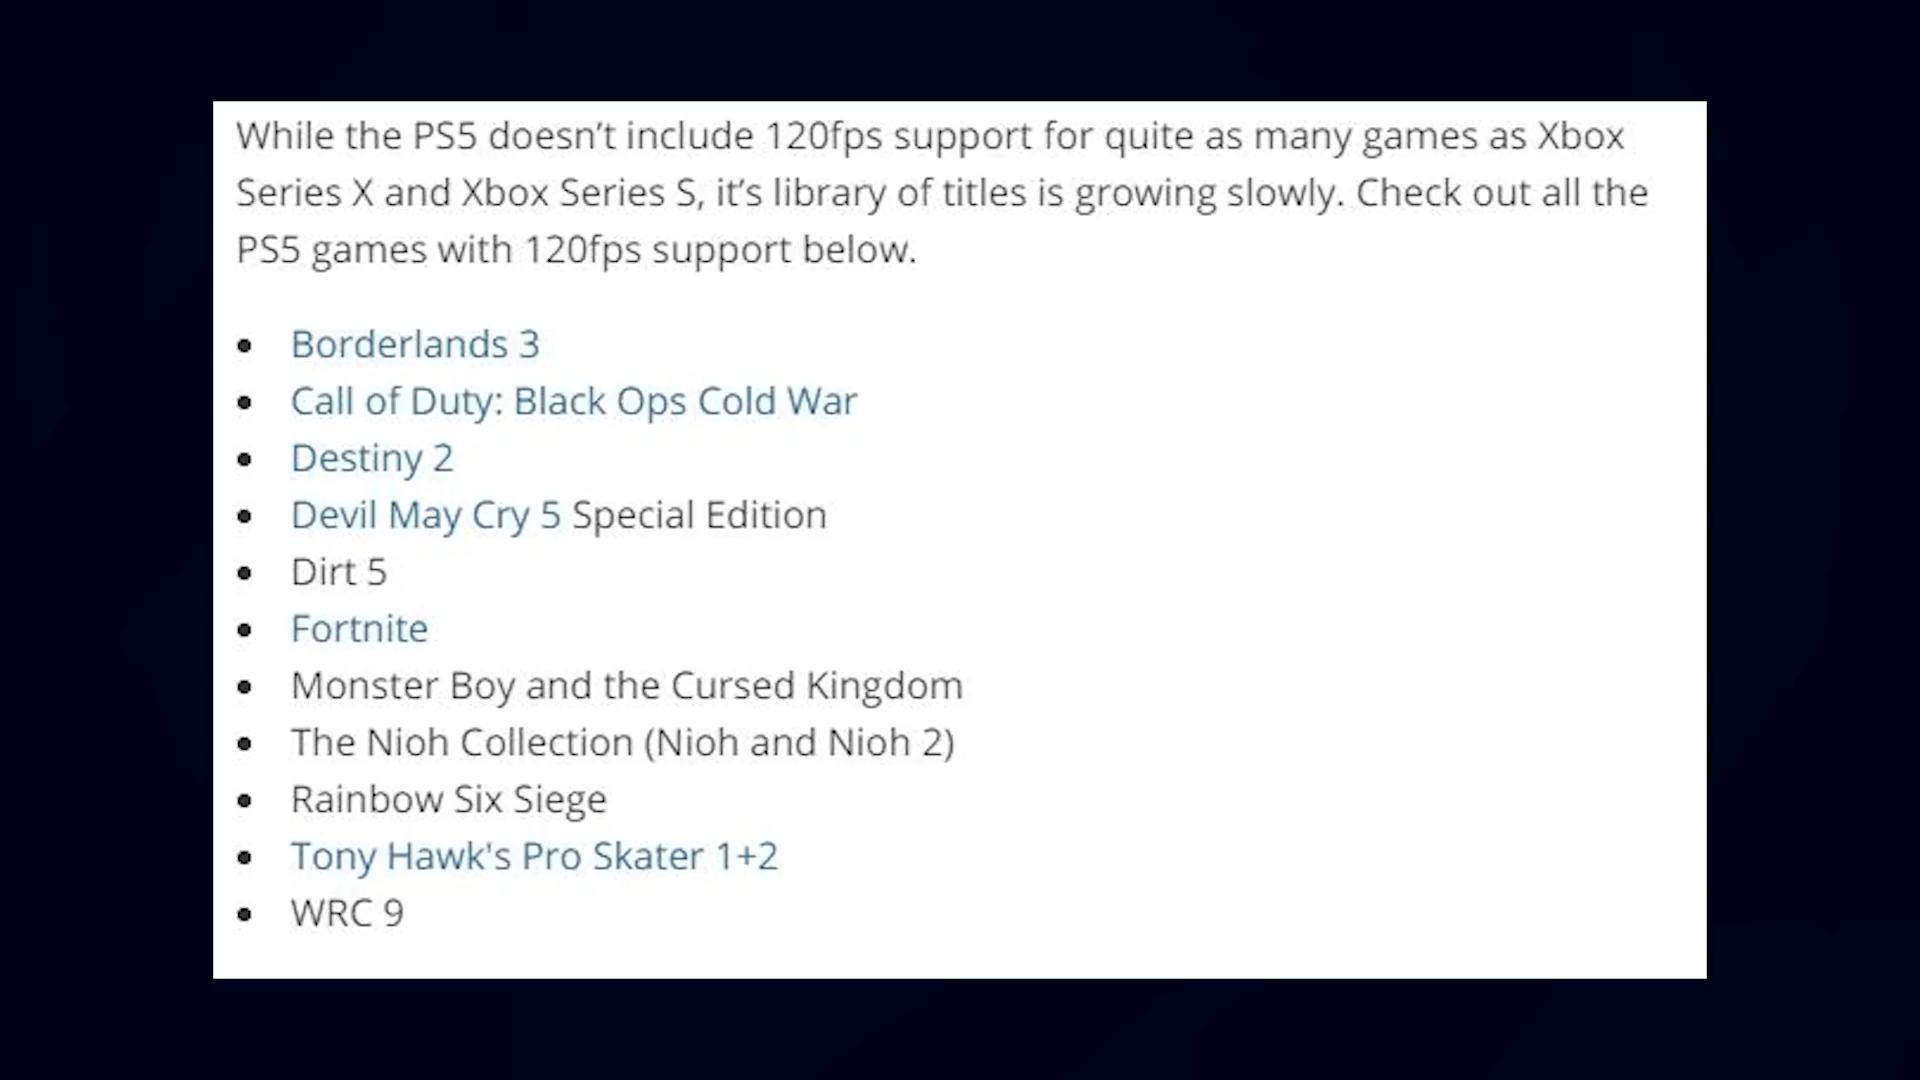 While the PS5 doesn’t include 120fps support for quite as many games as Xbox
Series X and Xbox Series S, it’s library of titles is growing slowly. Check out all the
PS5 games with 120fps support below.
• Borderlands 3
• Call of Duty: Black Ops Cold War
• Destiny 2
• Devil May Cry 5 Special Edition
• Dirt 5
• Fortnite
• Monster Boy and the Cursed Kingdom
• The Nioh Collection (Nioh and Nioh 2)
• Rainbow Six Siege
• Tony Hawk's Pro Skater 1+2
• WRC 9